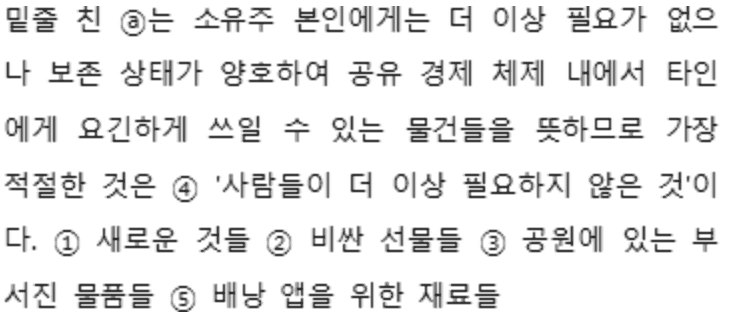 밑줄 친 ⓐ는 소유주 본인에게는 더 이상 필요가 없으
나 보존 상태가 양호하여 공유 경제 체제 내에서 타인
에게 요긴하게 쓰일 수 있는 물건들을 뜻하므로 가장
적절한 것은 ④ '사람들이 더 이상 필요하지 않은 것'이
다. ① 새로운 것들 ② 비싼 선물들 ③ 공원에 있는 부
서진 물품들 ⑤ 배낭 앱을 위한 재료들